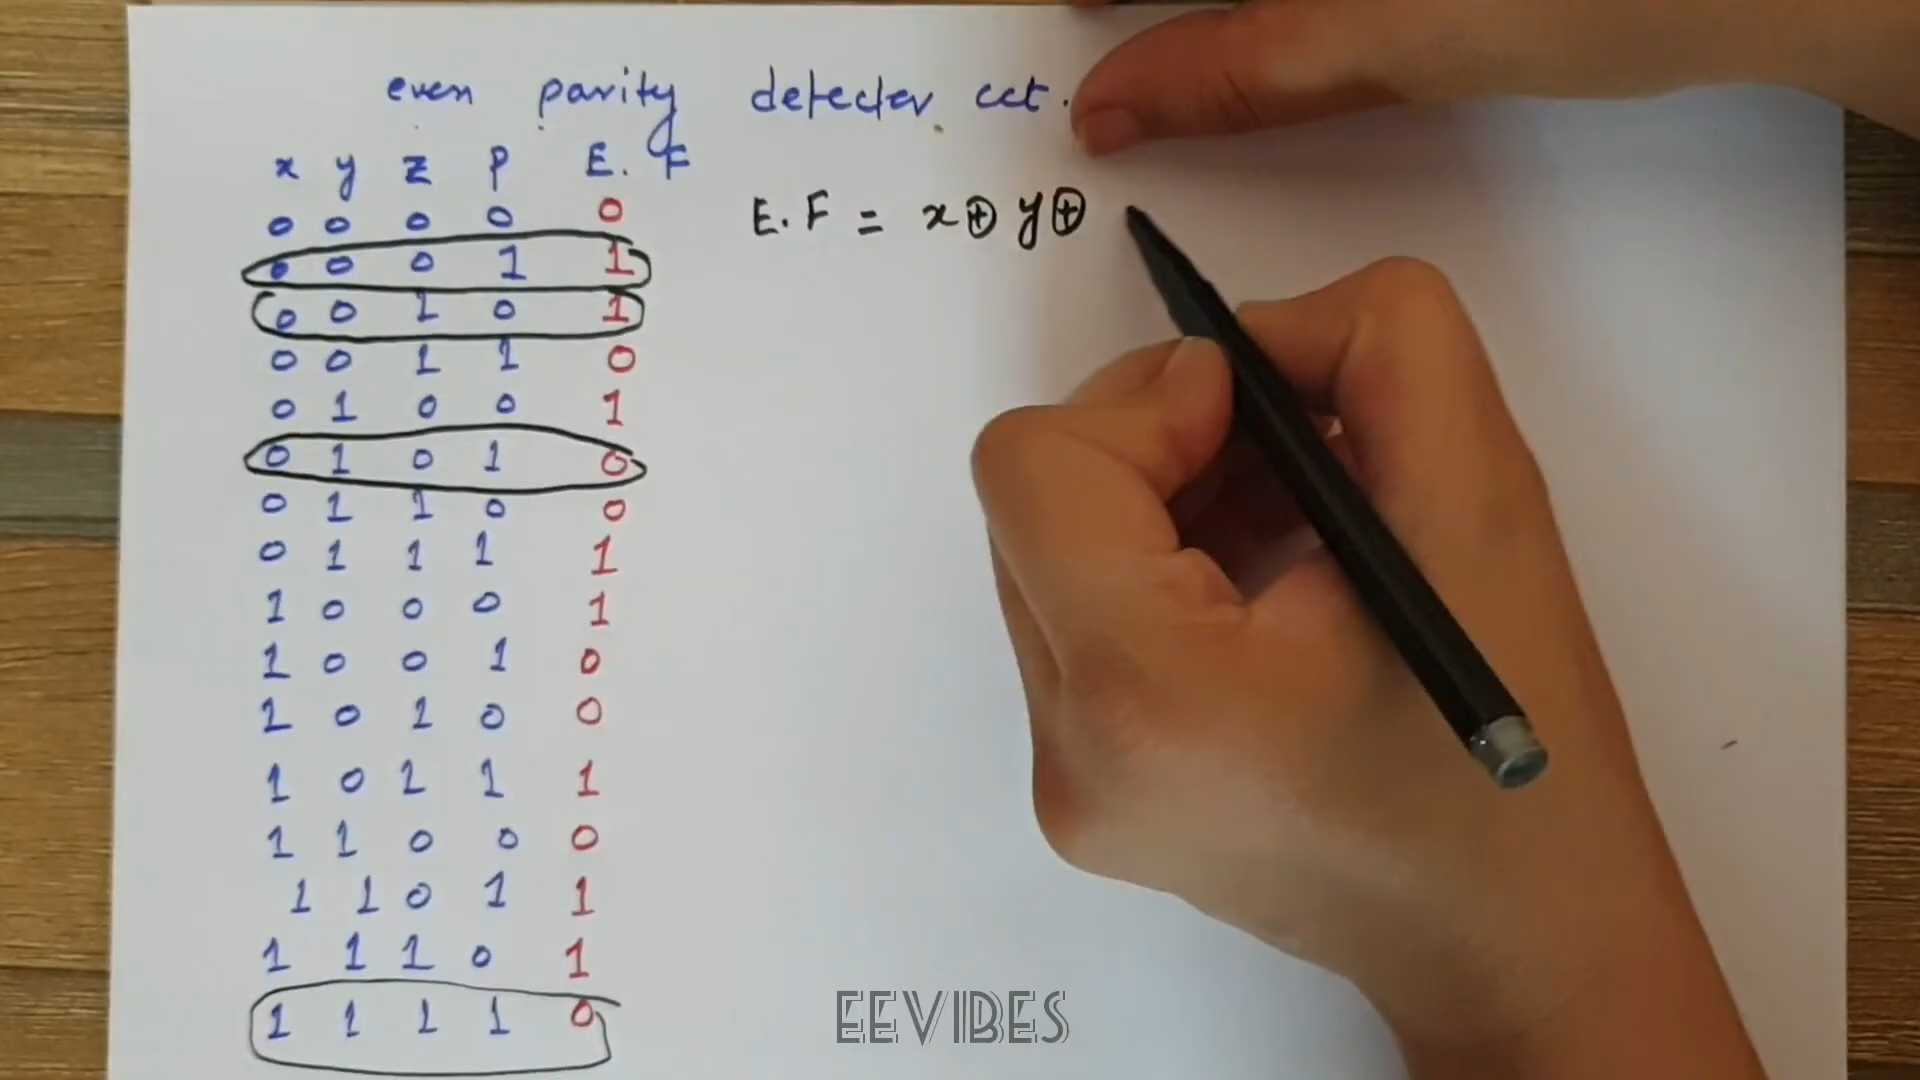 even parity detector cct.
x y z P E. F
E. F = x ⊕ y ⊕
0 0 0 0 0
0 0 0 1 1
0 0 1 0 1
0 0 1 1 0
0 1 0 0 1
0 1 0 1 0
0 1 1 0 0
0 1 1 1 1
1 0 0 0 1
1 0 0 1 0
1 0 1 0 0
1 0 1 1 1
1 1 0 0 0
1 1 0 1 1
1 1 1 0 1
1 1 1 1 0
EEVIBES